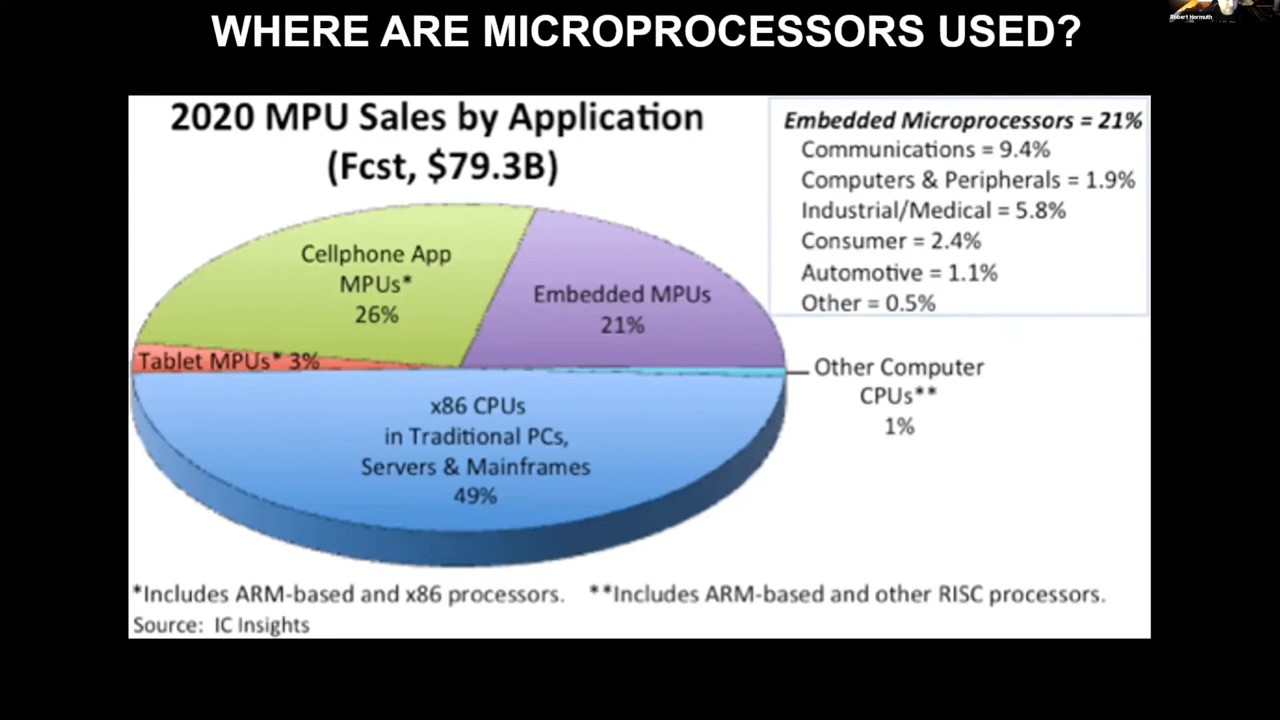 WHERE ARE MICROPROCESSORS USED?
Robert Hormuth
2020 MPU Sales by Application
(Fcst, $79.3B)
Embedded Microprocessors = 21%
Communications = 9.4%
Computers & Peripherals = 1.9%
Industrial/Medical = 5.8%
Consumer = 2.4%
Automotive = 1.1%
Other = 0.5%
Cellphone App
MPUs*
26%
Embedded MPUs
21%
Tablet MPUs* 3%
Other Computer
CPUs**
1%
x86 CPUs
in Traditional PCs,
Servers & Mainframes
49%
*Includes ARM-based and x86 processors.
**Includes ARM-based and other RISC processors.
Source: IC Insights